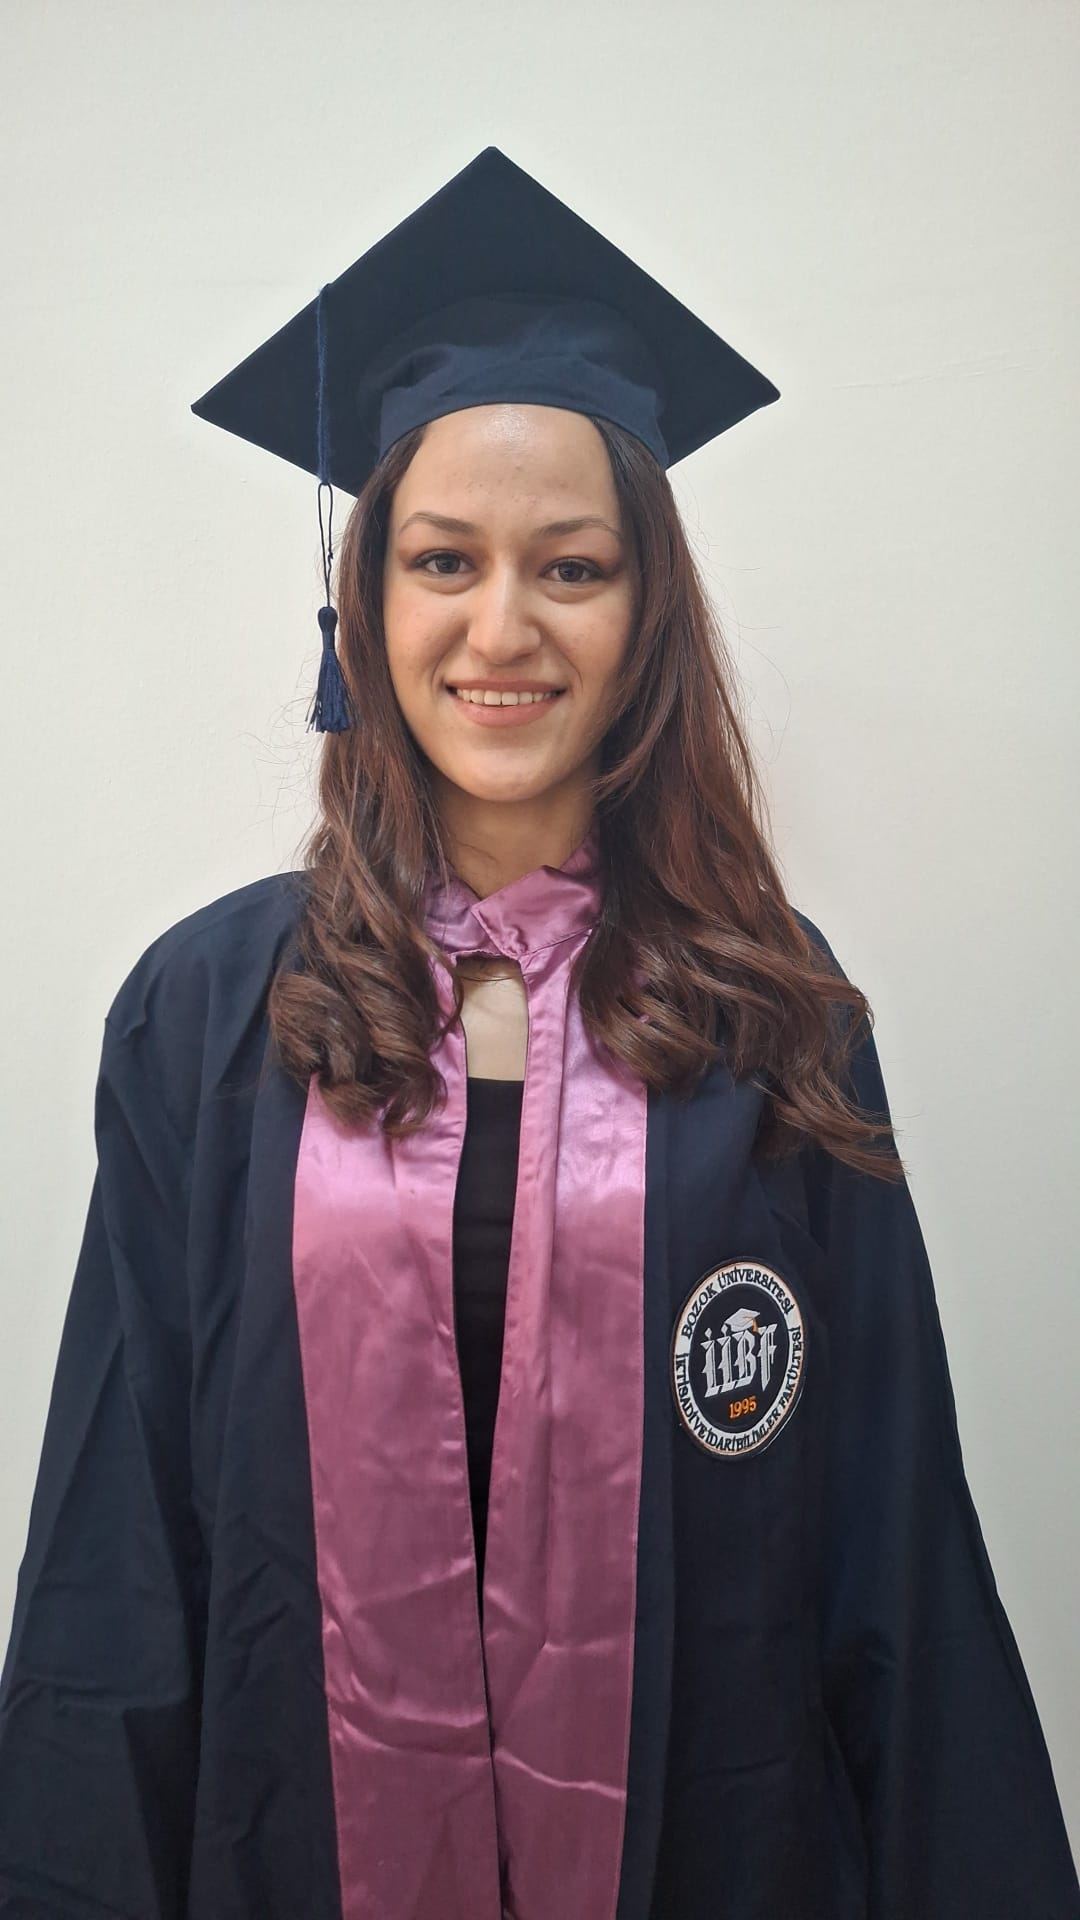 BOZOK ÜNİVERSİTESİ
İİBF
1995
İKTİSADİ VE İDARİ BİLİMLER FAKÜLTESİ